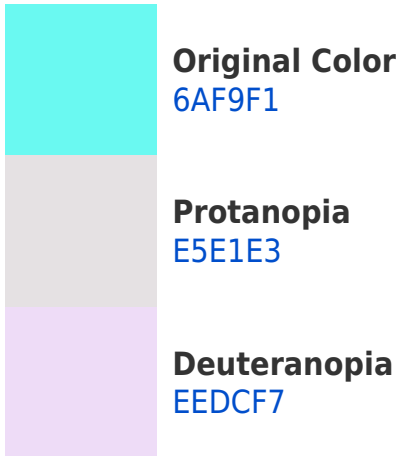 Original Color
6AF9F1
Protanopia
E5E1E3
Deuteranopia
EEDCF7